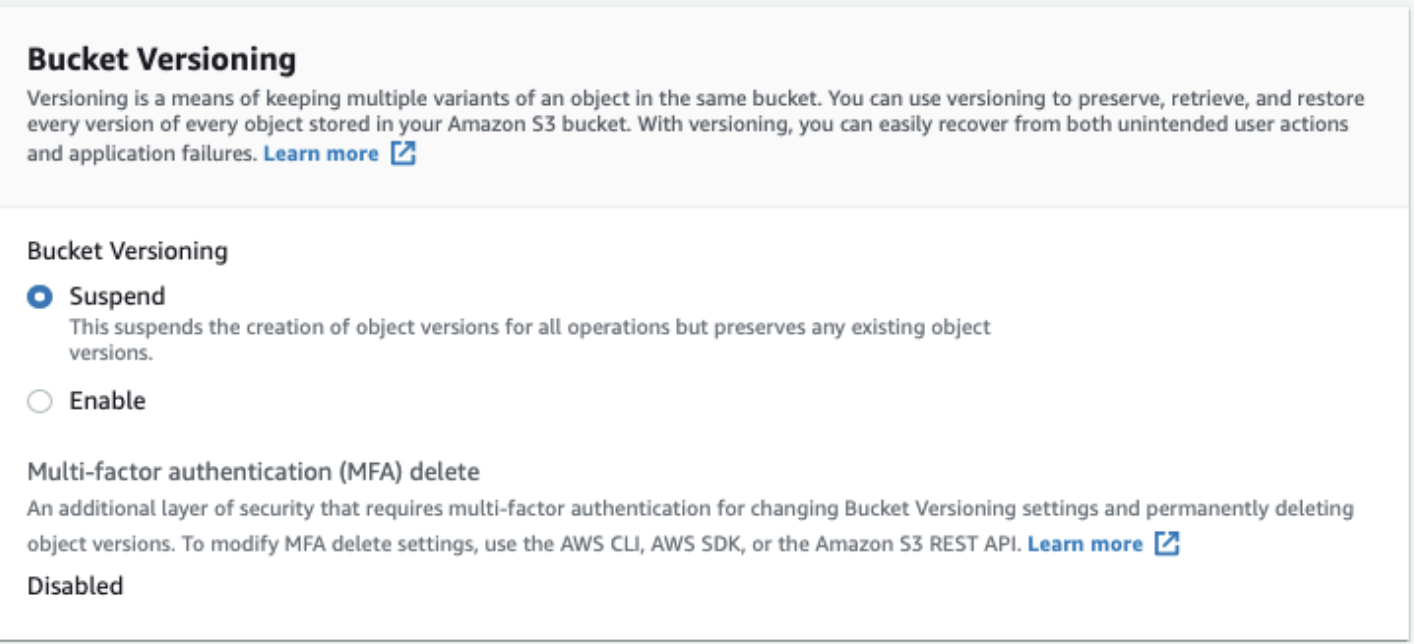 Bucket Versioning
Versioning is a means of keeping multiple variants of an object in the same bucket. You can use versioning to preserve, retrieve, and restore
every version of every object stored in your Amazon S3 bucket. With versioning, you can easily recover from both unintended user actions
and application failures. Learn more
Bucket Versioning
Suspend
This suspends the creation of object versions for all operations but preserves any existing object
versions.
Enable
Multi-factor authentication (MFA) delete
An additional layer of security that requires multi-factor authentication for changing Bucket Versioning settings and permanently deleting
object versions. To modify MFA delete settings, use the AWS CLI, AWS SDK, or the Amazon S3 REST API. Learn more
Disabled